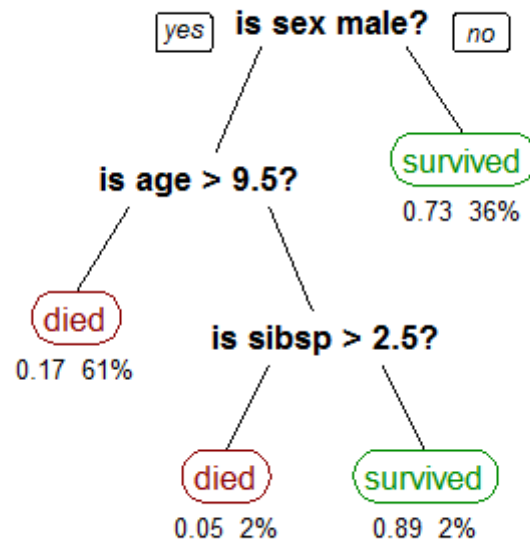 yes is sex male? no
is age > 9.5?
survived
0.73 36%
died
0.17 61%
is sibsp > 2.5?
died survived
0.05 2% 0.89 2%